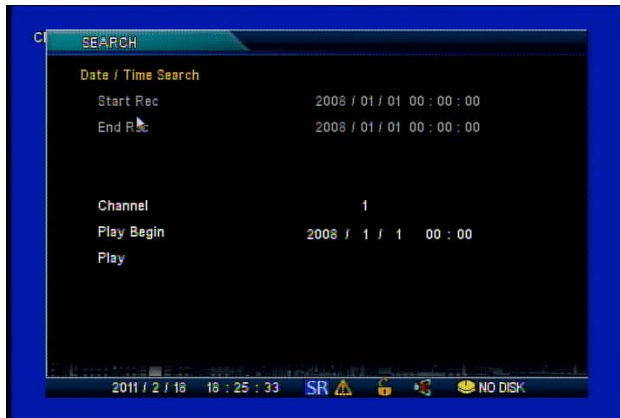 CH
SEARCH
Date / Time Search
Start Rec 2008 / 01 / 01 00 : 00 : 00
End Rec 2008 / 01 / 01 00 : 00 : 00
Channel 1
Play Begin 2008 / 1 / 1 00 : 00
Play
2011 / 2 / 18 18 : 25 : 33 SR NO DISK